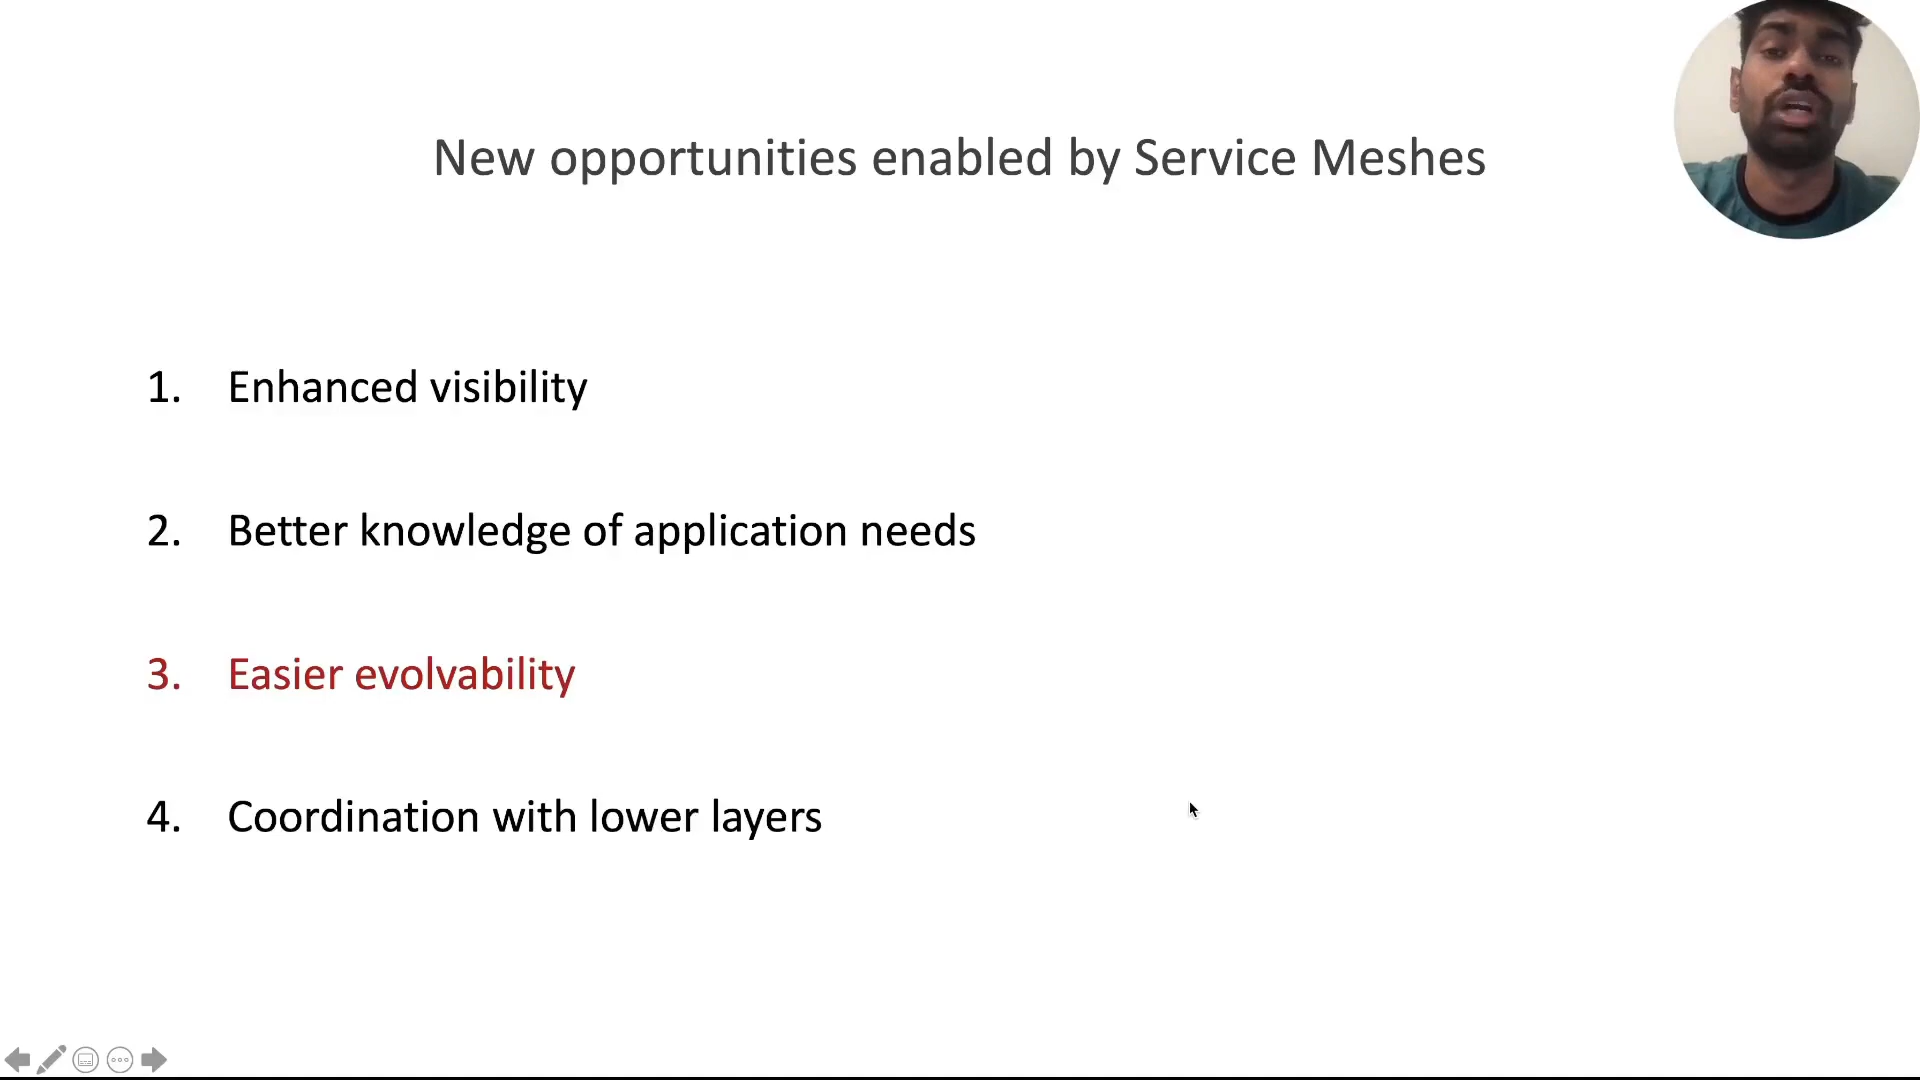 New opportunities enabled by Service Meshes
1. Enhanced visibility
2. Better knowledge of application needs
3. Easier evolvability
4. Coordination with lower layers